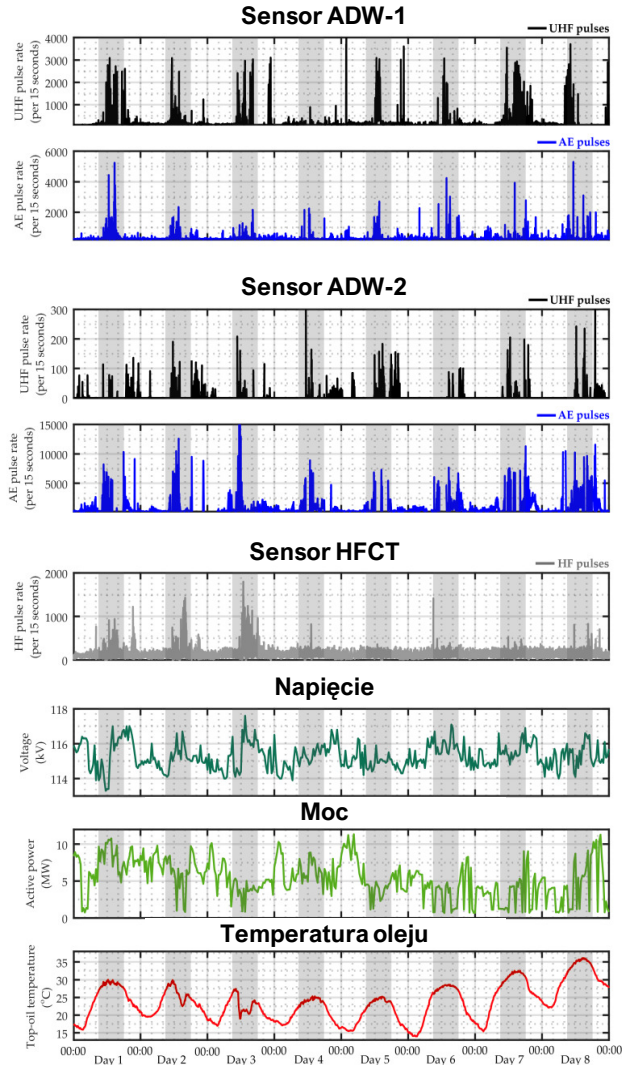 Sensor ADW-1
UHF pulses
UHF pulse rate
(per 15 seconds)
4000
3000
2000
1000
AE pulses
AE pulse rate
(per 15 seconds)
6000
4000
2000
Sensor ADW-2
UHF pulses
UHF pulse rate
(per 15 seconds)
300
200
100
0
AE pulses
AE pulse rate
(per 15 seconds)
15000
10000
5000
Sensor HFCT
HF pulses
HF pulse rate
(per 15 seconds)
2000
1000
0
Napięcie
Voltage
(kV)
118
116
114
Moc
Active power
(MW)
10
5
0
Temperatura oleju
Top-oil temperature
(°C)
35
30
25
20
15
00:00 00:00 00:00 00:00 00:00 00:00 00:00 00:00 00:00
Day 1 Day 2 Day 3 Day 4 Day 5 Day 6 Day 7 Day 8